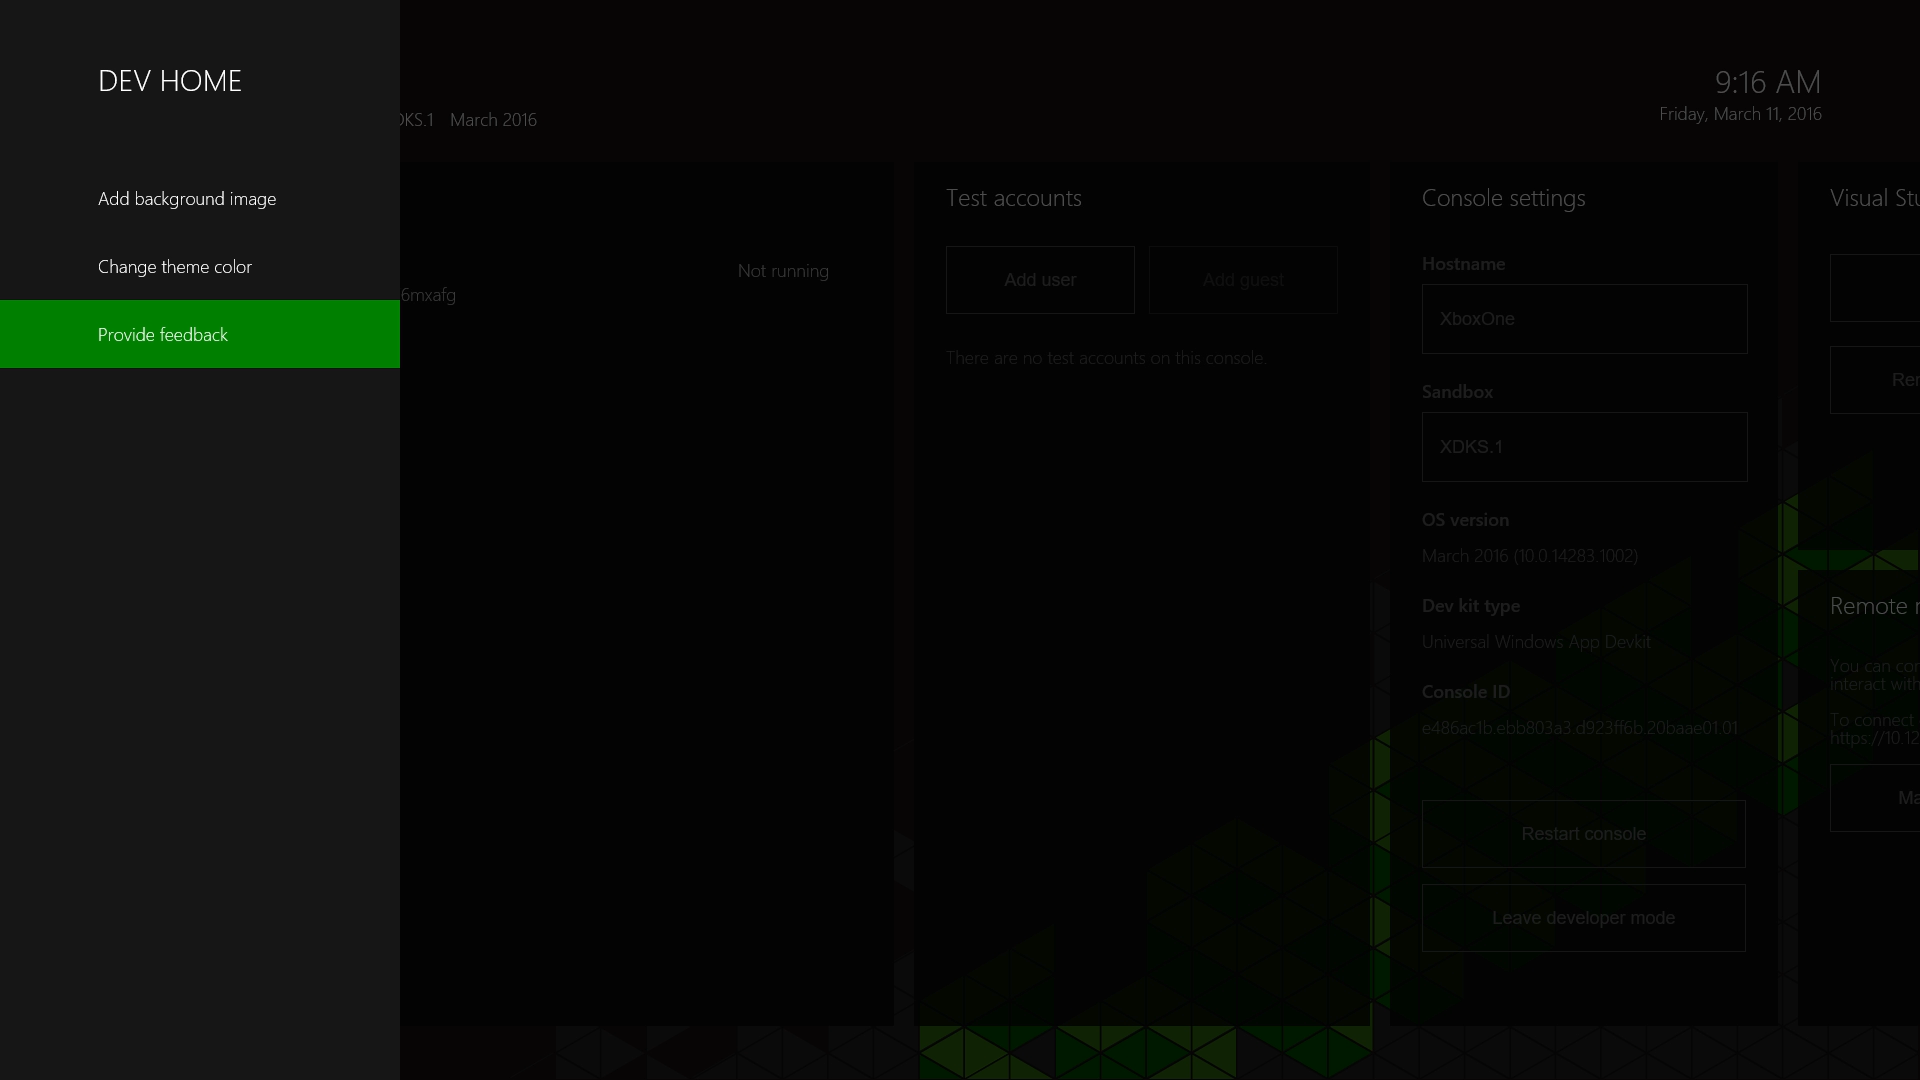 DEV HOME
Add background image
Change theme color
Provide feedback
DKS.1 March 2016
9:16 AM
Friday, March 11, 2016
6mxafg
Not running
Test accounts
Add user
Add guest
There are no test accounts on this console.
Console settings
Hostname
XboxOne
Sandbox
XDKS.1
OS version
March 2016 (10.0.14283.1002)
Dev kit type
Universal Windows App Devkit
Console ID
e486ac1b.ebb803a3.d923ff6b.20baae01.01
Restart console
Leave developer mode
Visual Stu
Rem
Remote
You can con
interact with
To connect
https://10.12
Ma